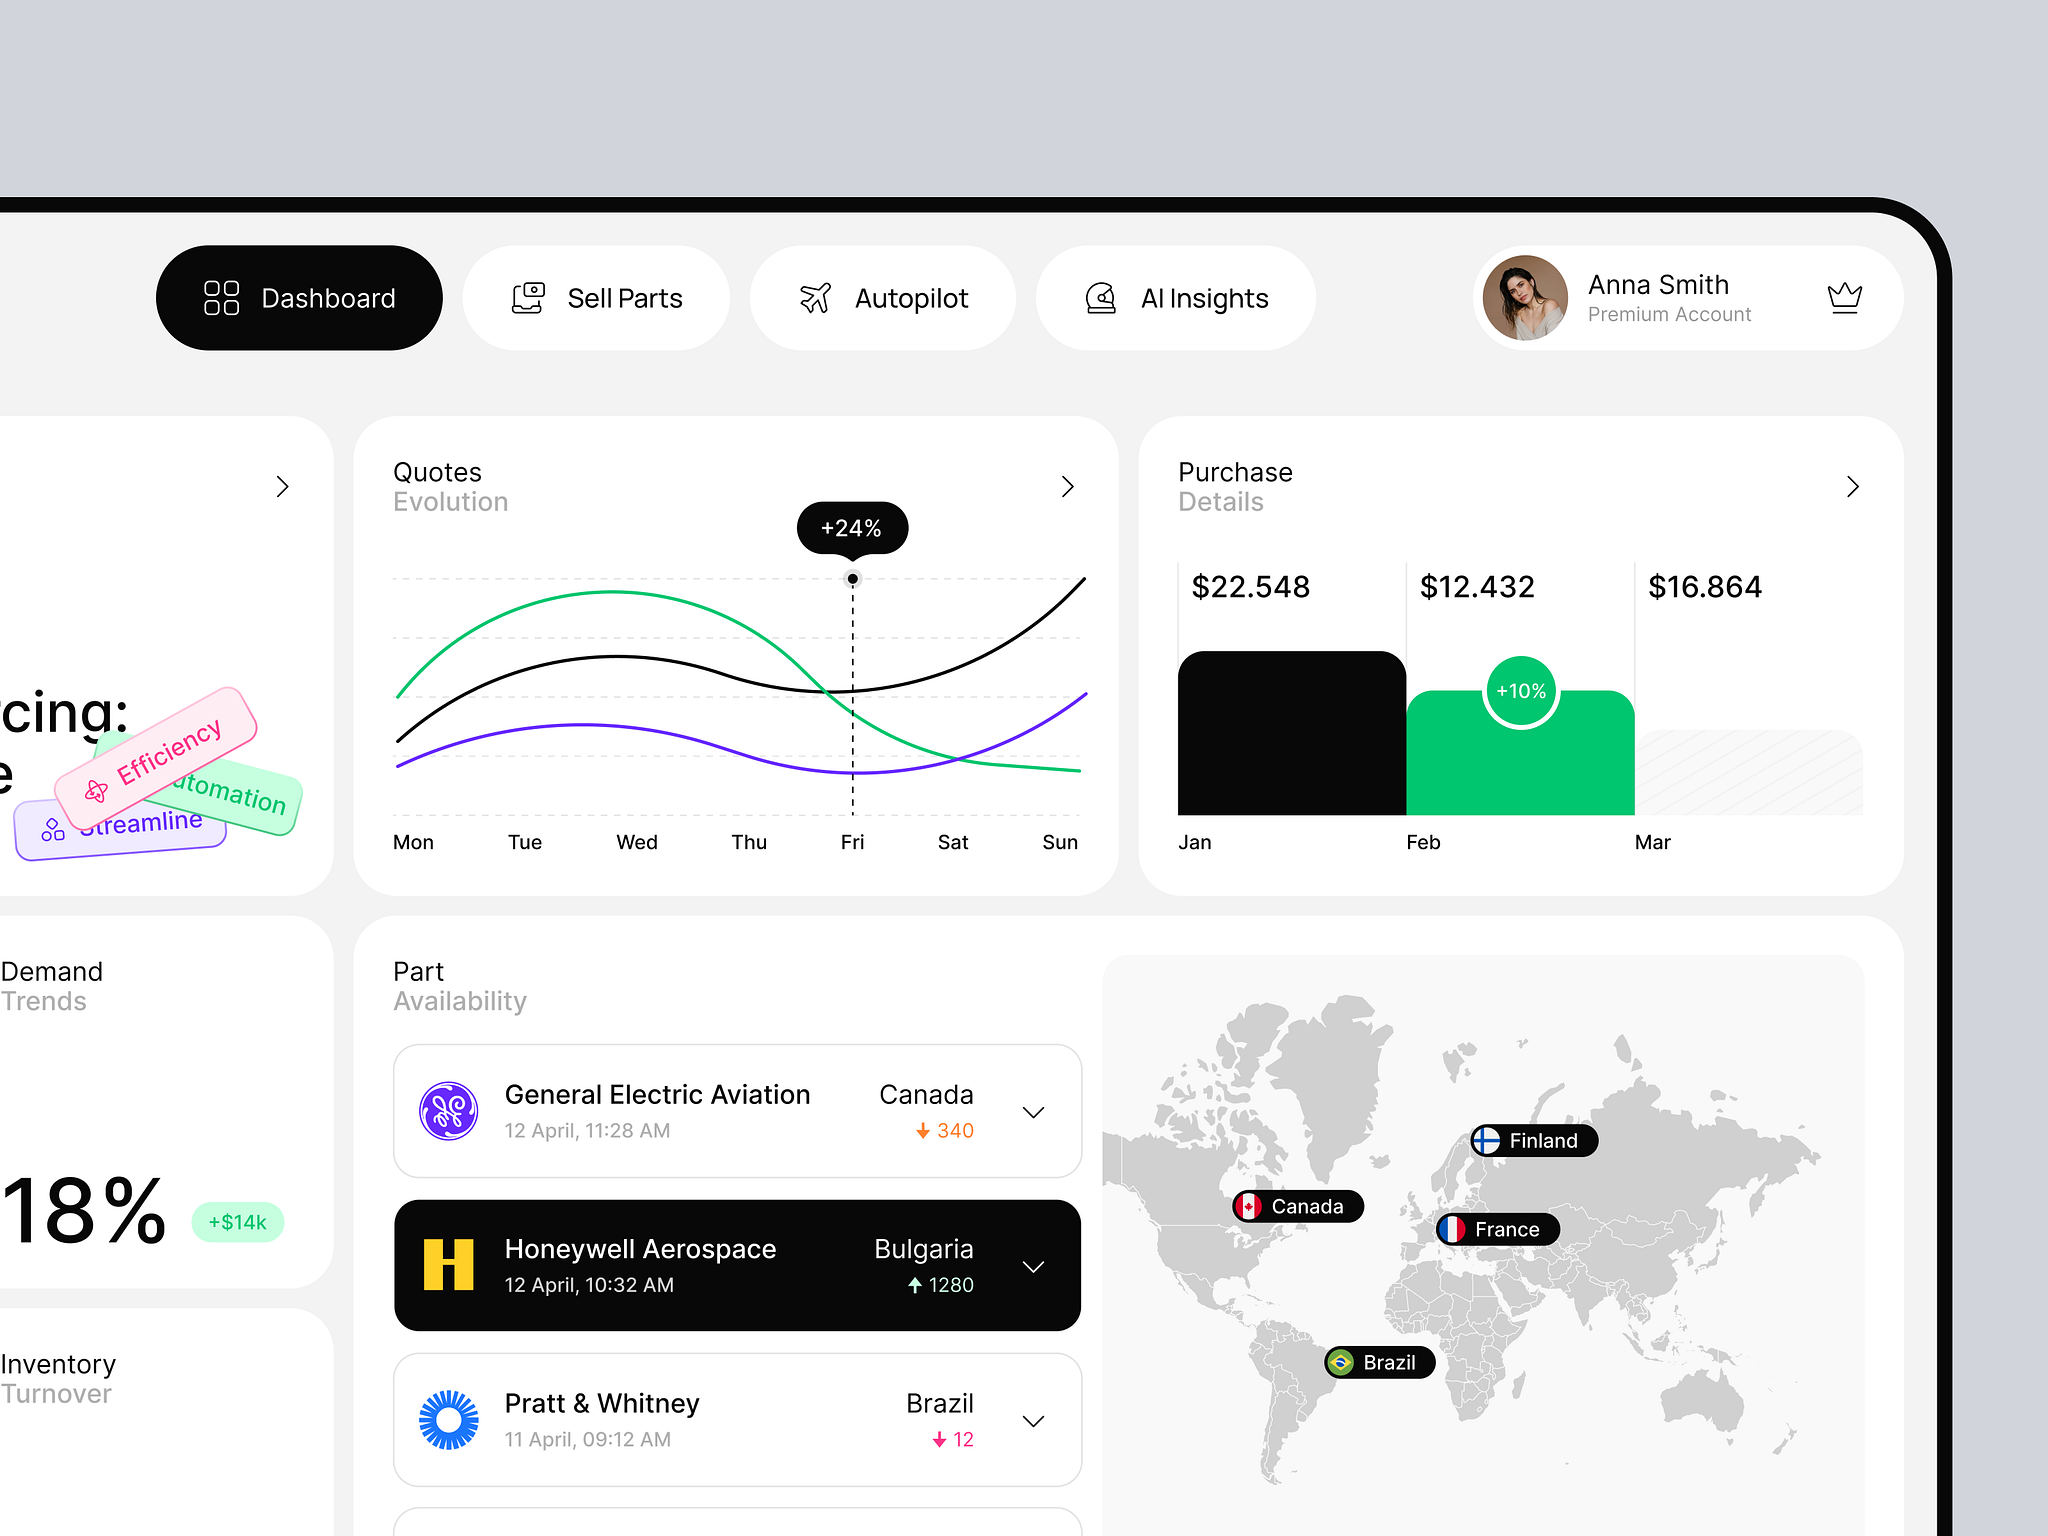 Dashboard
Sell Parts
Autopilot
AI Insights
Anna Smith
Premium Account
cing:
e
Efficiency
utomation
Streamline
Quotes
Evolution
+24%
Mon Tue Wed Thu Fri Sat Sun
Purchase
Details
$22.548 $12.432 $16.864
+10%
Jan Feb Mar
Demand
Trends
18%
+$14k
Inventory
Turnover
Part
Availability
General Electric Aviation Canada
12 April, 11:28 AM 340
Honeywell Aerospace Bulgaria
12 April, 10:32 AM 1280
Pratt & Whitney Brazil
11 April, 09:12 AM 12
Finland
Canada
France
Brazil